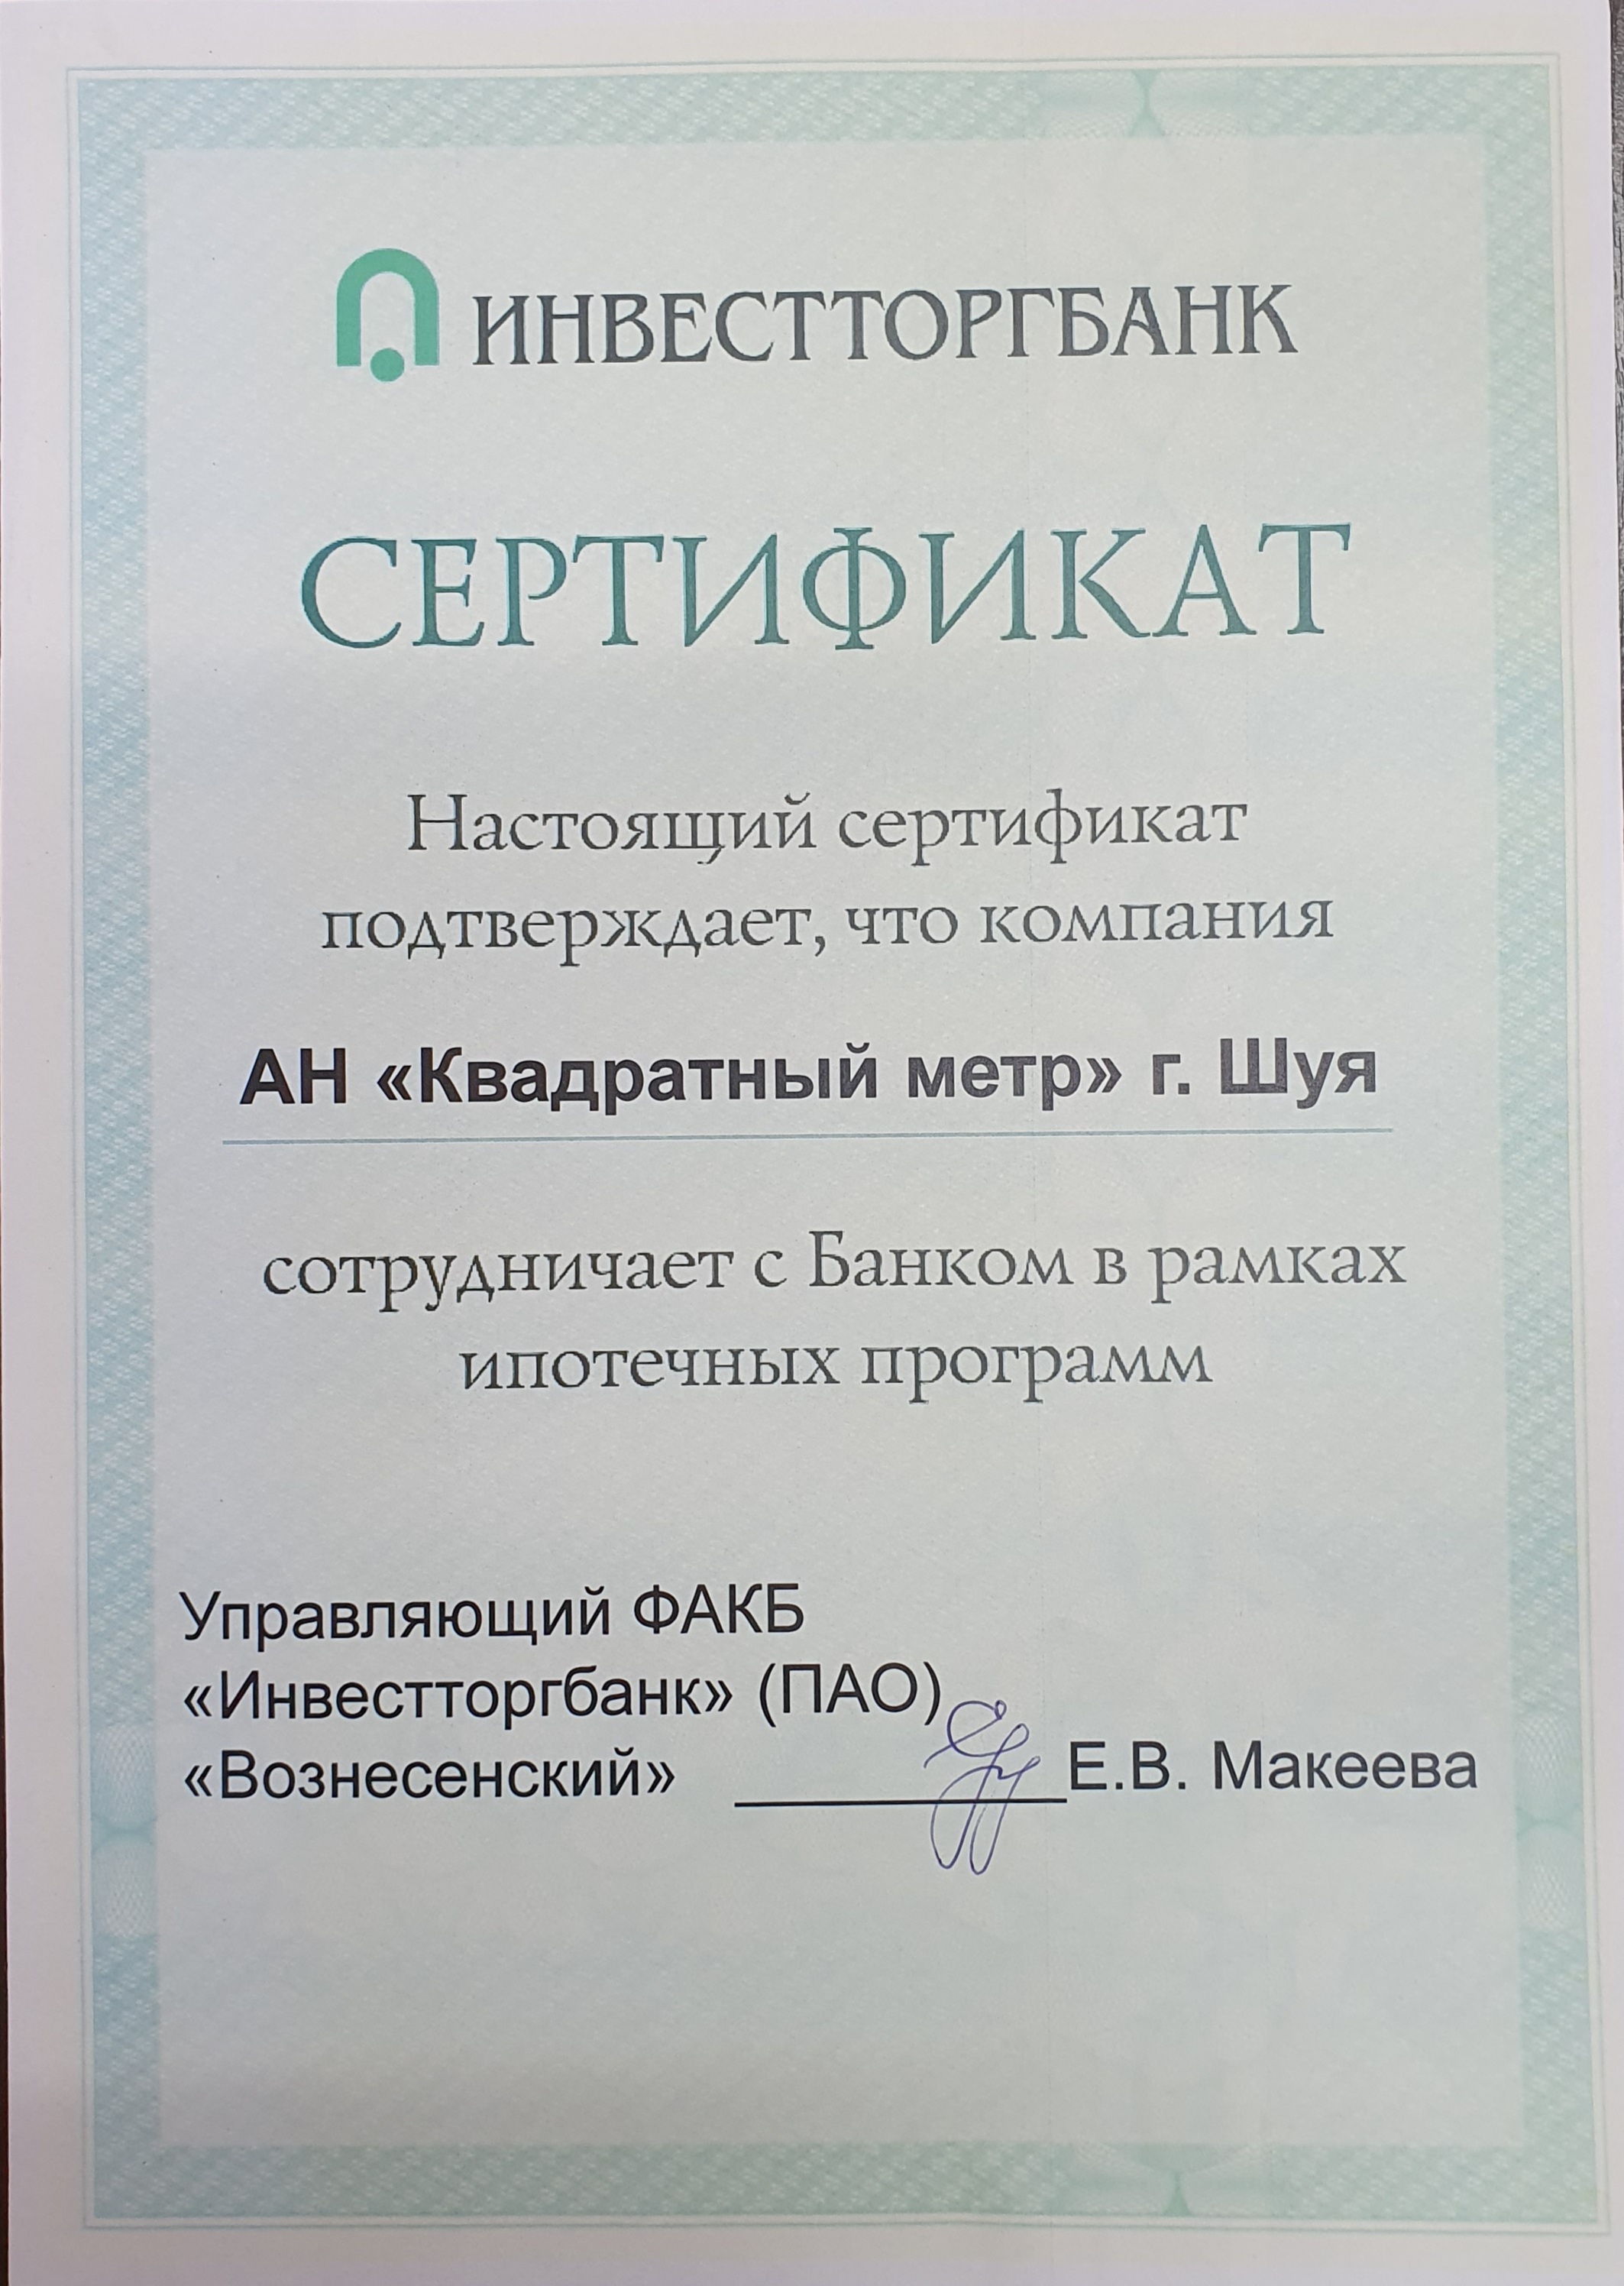 ИНВЕСТТОРГБАНК
СЕРТИФИКАТ
Настоящий сертификат
подтверждает, что компания
АН «Квадратный метр» г. Шуя
сотрудничает с Банком в рамках
ипотечных программ
Управляющий ФАКБ
«Инвестторгбанк» (ПАО)
«Вознесенский» Е.В. Макеева